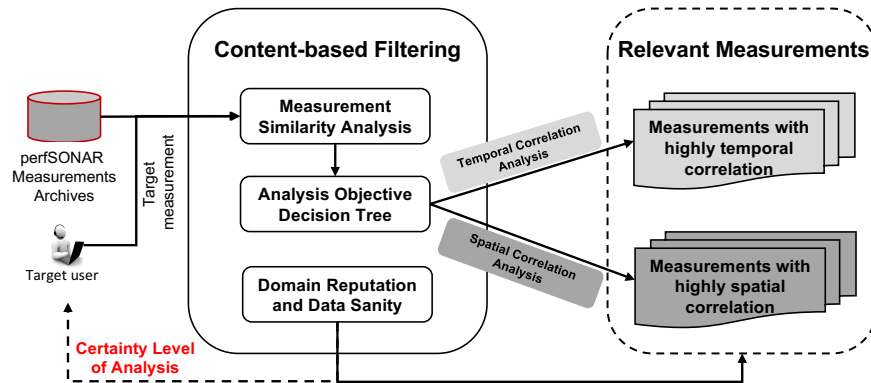 Content-based Filtering
Relevant Measurements
Measurement
Similarity Analysis
perfSONAR
Measurements
Archives
Target
measurement
Analysis Objective
Decision Tree
Temporal Correlation
Analysis
Measurements with
highly temporal
correlation
Target user
Domain Reputation
and Data Sanity
Spatial Correlation
Analysis
Measurements with
highly spatial
correlation
Certainty Level
of Analysis